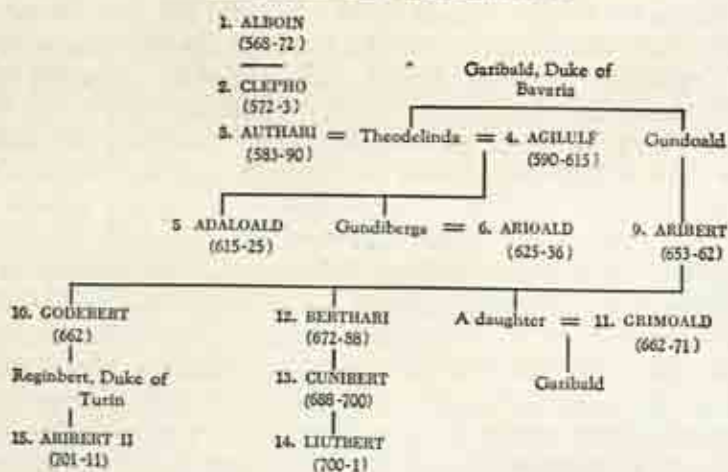 1. ALBOIN
(568-72)
2. CLEPHO
(572-3)
Garibald, Duke of
Bavaria
3. AUTHARI = Theodelinda = 4. AGILULF
(583-90)
(590-615)
Gundoald
5 ADALOALD
(615-25)
Gundiberga = 6. ARIOALD
(625-36)
9. ARIBERT
(653-62)
10. GODEBERT
(662)
12. BERTHARI
(672-88)
A daughter = 11. GRIMOALD
(662-71)
Reginbert, Duke of
Turin
13. CUNIBERT
(688-700)
Garibald
15. ARIBERT II
(701-11)
14. LIUTBERT
(700-1)